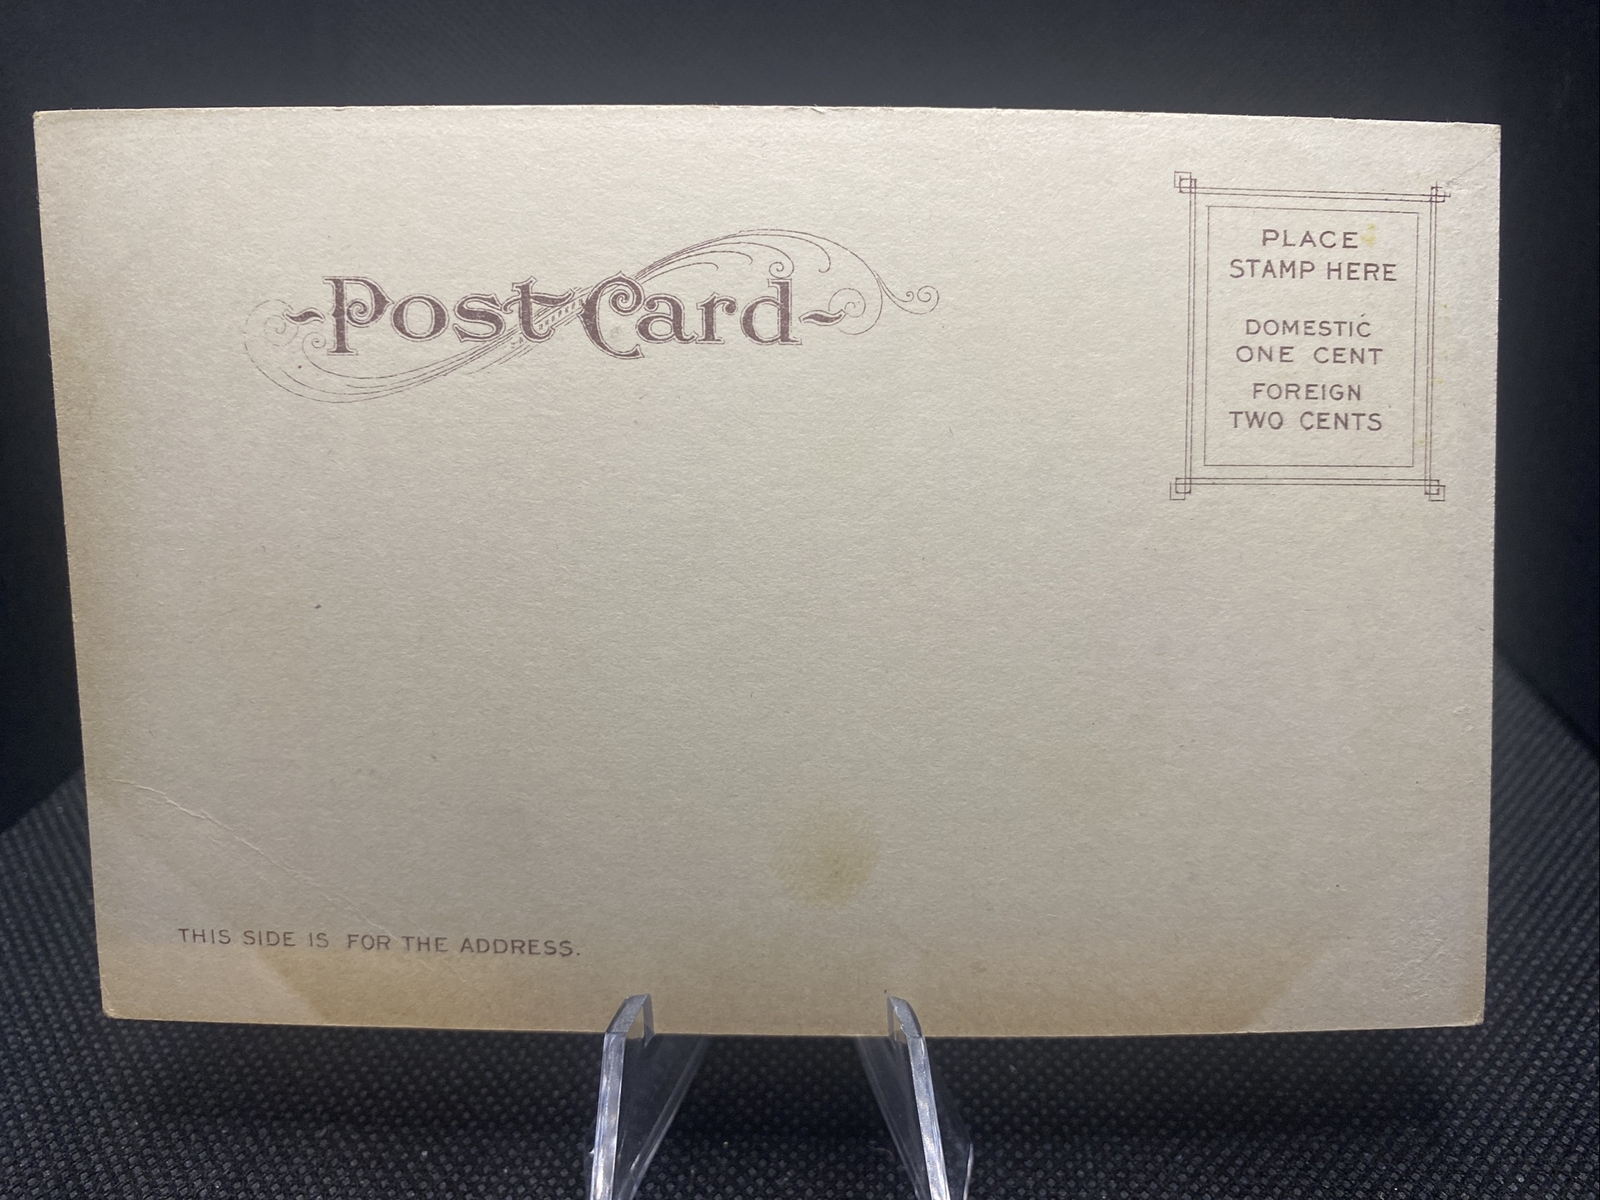 Post Card
PLACE
STAMP HERE
DOMESTIC
ONE CENT
FOREIGN
TWO CENTS
THIS SIDE IS FOR THE ADDRESS.